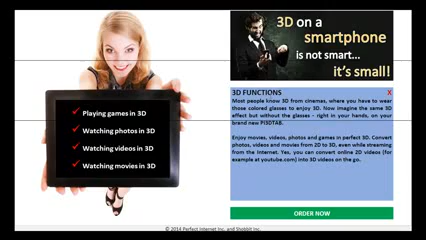 3D on a
smartphone
is not smart...
it's small!
Playing games in 3D
Watching photos in 3D
Watching videos in 3D
Watching movies in 3D
3D FUNCTIONS X
Most people know 3D from cinemas, where you have to wear
those colored glasses to enjoy 3D. Now imagine the same 3D
effect but without the glasses - right in your hands, on your
brand new PI3DTAB.
Enjoy movies, videos, photos and games in perfect 3D. Convert
photos, videos and movies from 2D to 3D, even while streaming
from the Internet. Yes, you can convert online 2D videos (for
example at youtube.com) into 3D videos on the go.
ORDER NOW
© 2014 Perfect Internet Inc. and Shobbit Inc.